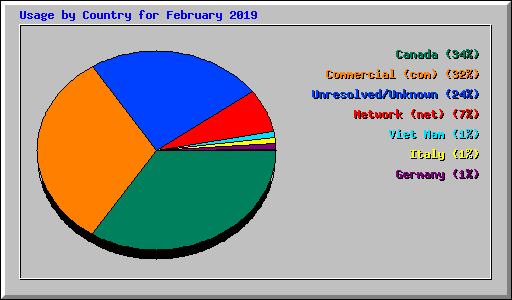 Usage by Country for February 2019
Canada (34%)
Commercial (com) (32%)
Unresolved/Unknown (24%)
Network (net) (7%)
Viet Nam (1%)
Italy (1%)
Germany (1%)